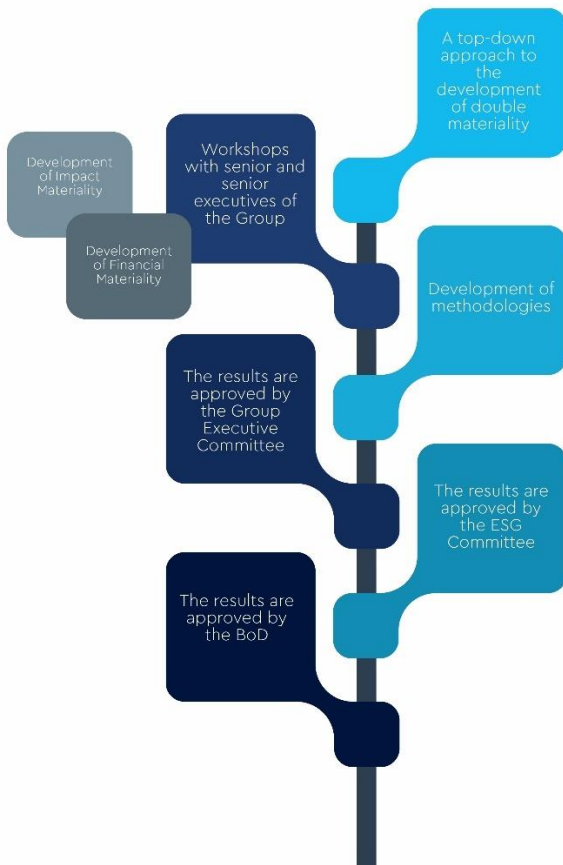 A top-down
approach to
the
development
of double
materiality
Workshops
with senior and
senior
executives
of the Group
Development
of Impact
Materiality
Development
of Financial
Materiality
Development of
methodologies
The results are
approved by
the Group
Executive
Committee
The results are
approved by
the ESG
Committee
The results are
approved by
the BoD